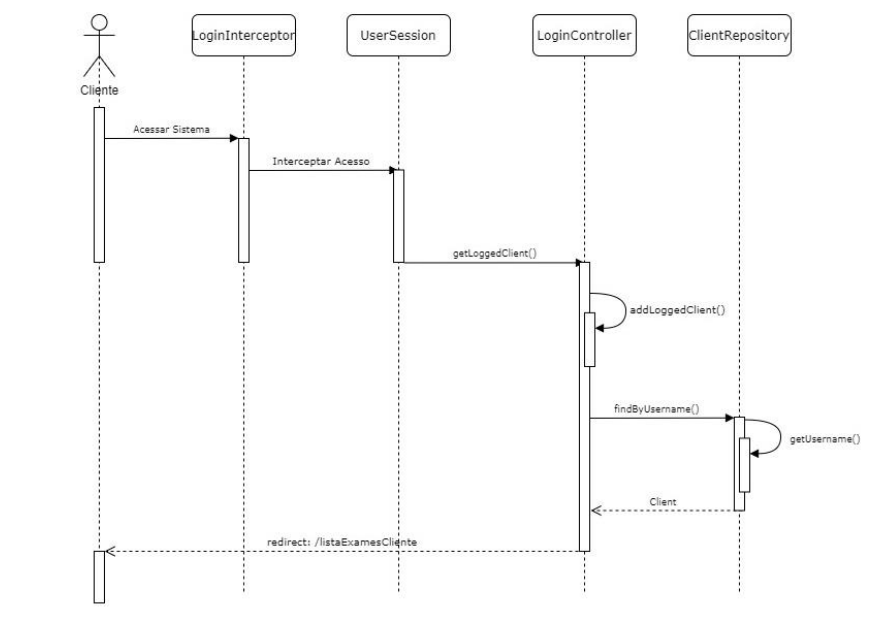 LoginInterceptor
UserSession
LoginController
ClientRepository
Cliente
Acessar Sistema
Interceptar Acesso
getLoggedClient()
addLoggedClient()
findByUsername()
getUsername()
Client
redirect: /listaExamesCliente